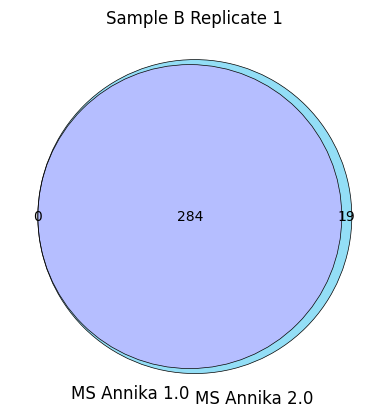 Sample B Replicate 1
0
284
19
MS Annika 1.0
MS Annika 2.0